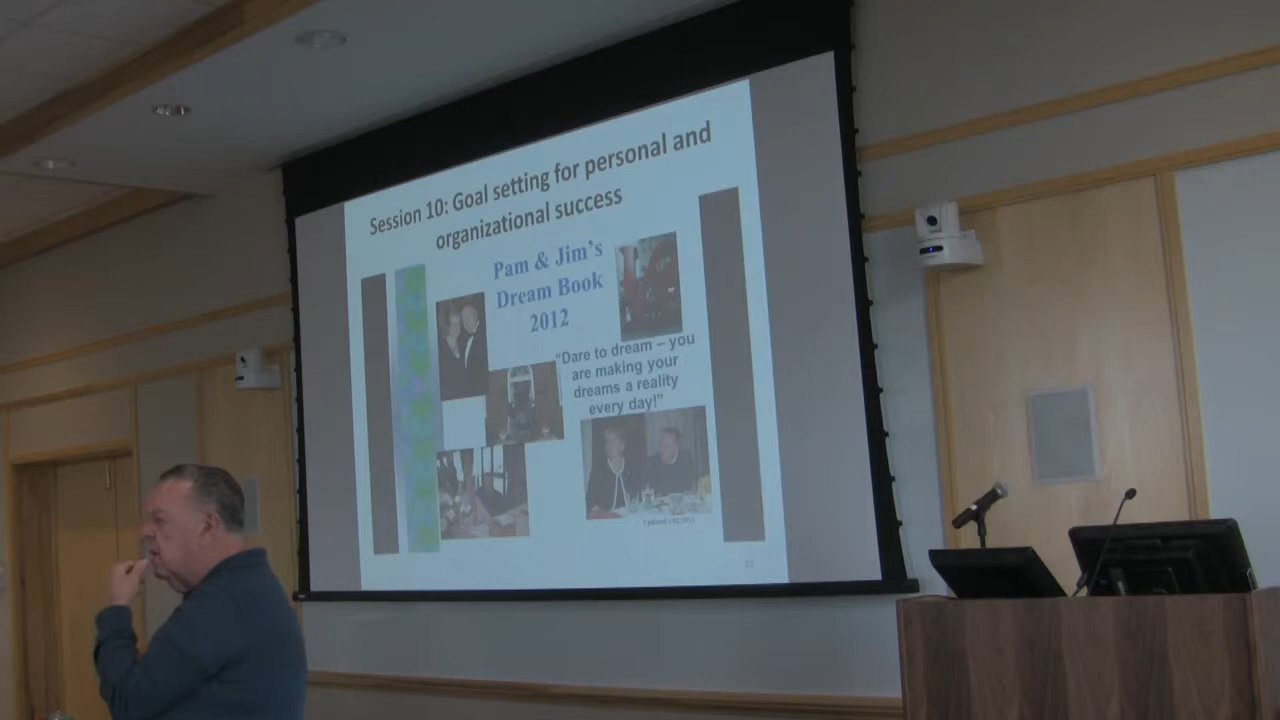 Session 10: Goal setting for personal and
organizational success
Pam & Jim's
Dream Book
2012
"Dare to dream – you
are making your
dreams a reality
every day!"